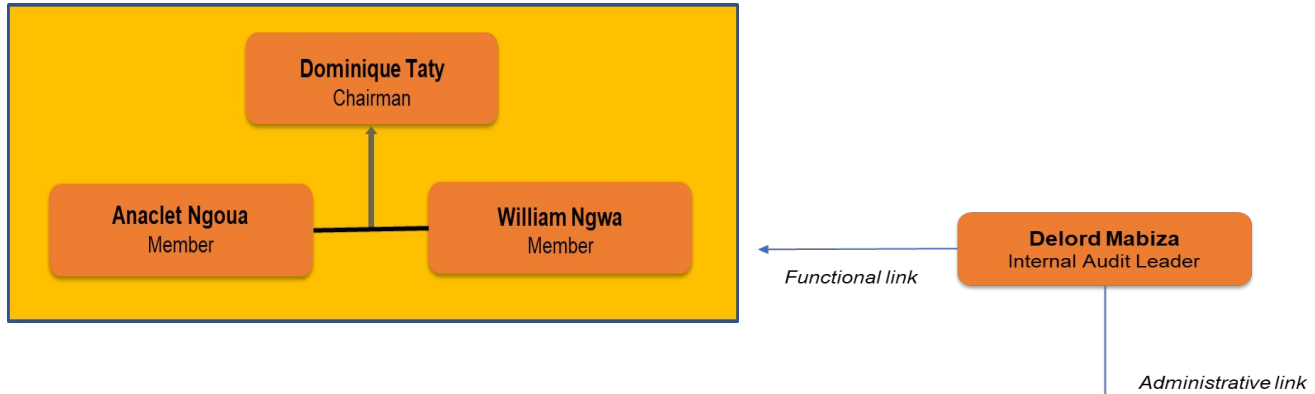 Dominique Taty
Chairman
Anaclet Ngoua
Member
William Ngwa
Member
Delord Mabiza
Internal Audit Leader
Functional link
Administrative link